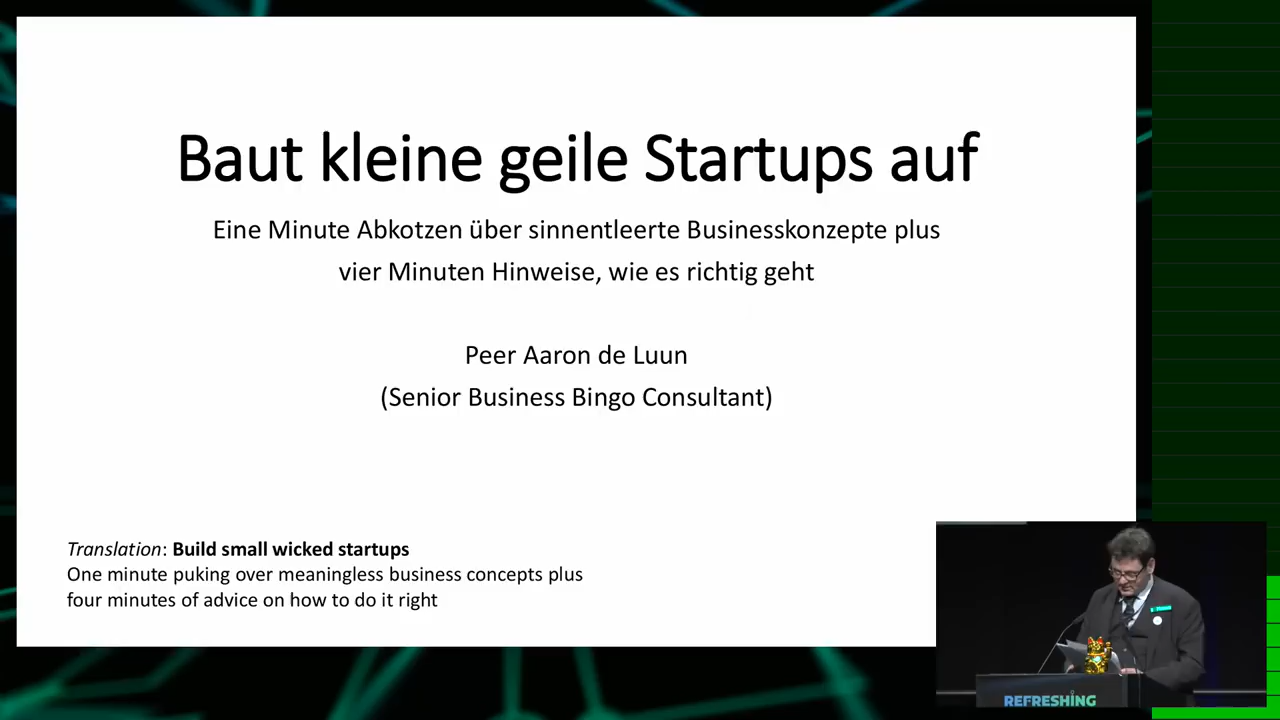 Baut kleine geile Startups auf
Eine Minute Abkotzen über sinnentleerte Businesskonzepte plus
vier Minuten Hinweise, wie es richtig geht
Peer Aaron de Luun
(Senior Business Bingo Consultant)
Translation: Build small wicked startups
One minute puking over meaningless business concepts plus
four minutes of advice on how to do it right
REFRESHING